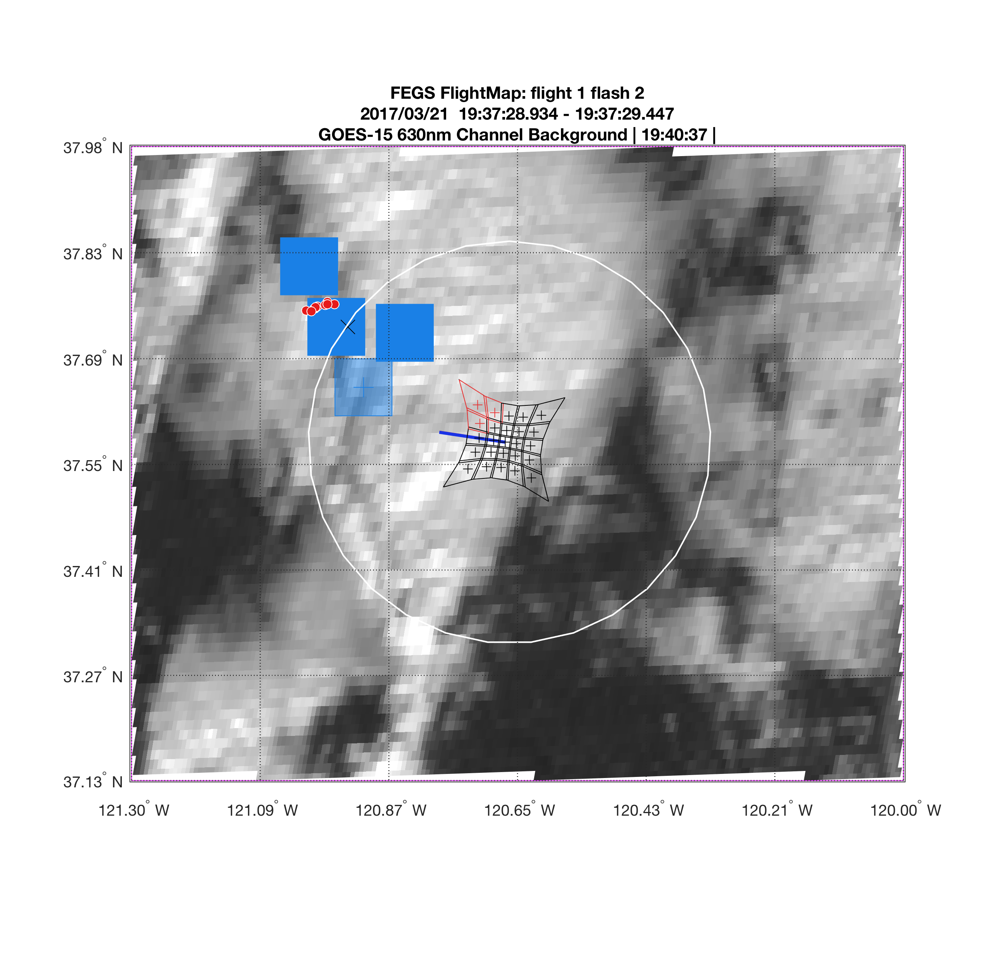 FEGS FlightMap: flight 1 flash 2
2017/03/21 19:37:28.934 - 19:37:29.447
GOES-15 630nm Channel Background | 19:40:37 |
37.98° N
37.83° N
37.69° N
37.55° N
37.41° N
37.27° N
37.13° N
121.30° W 121.09° W 120.87° W 120.65° W 120.43° W 120.21° W 120.00° W